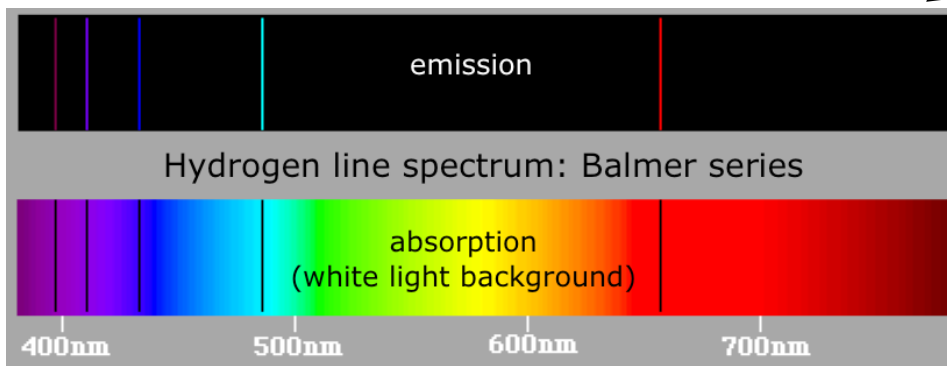 emission
Hydrogen line spectrum: Balmer series
absorption
(white light background)
400nm 500nm 600nm 700nm